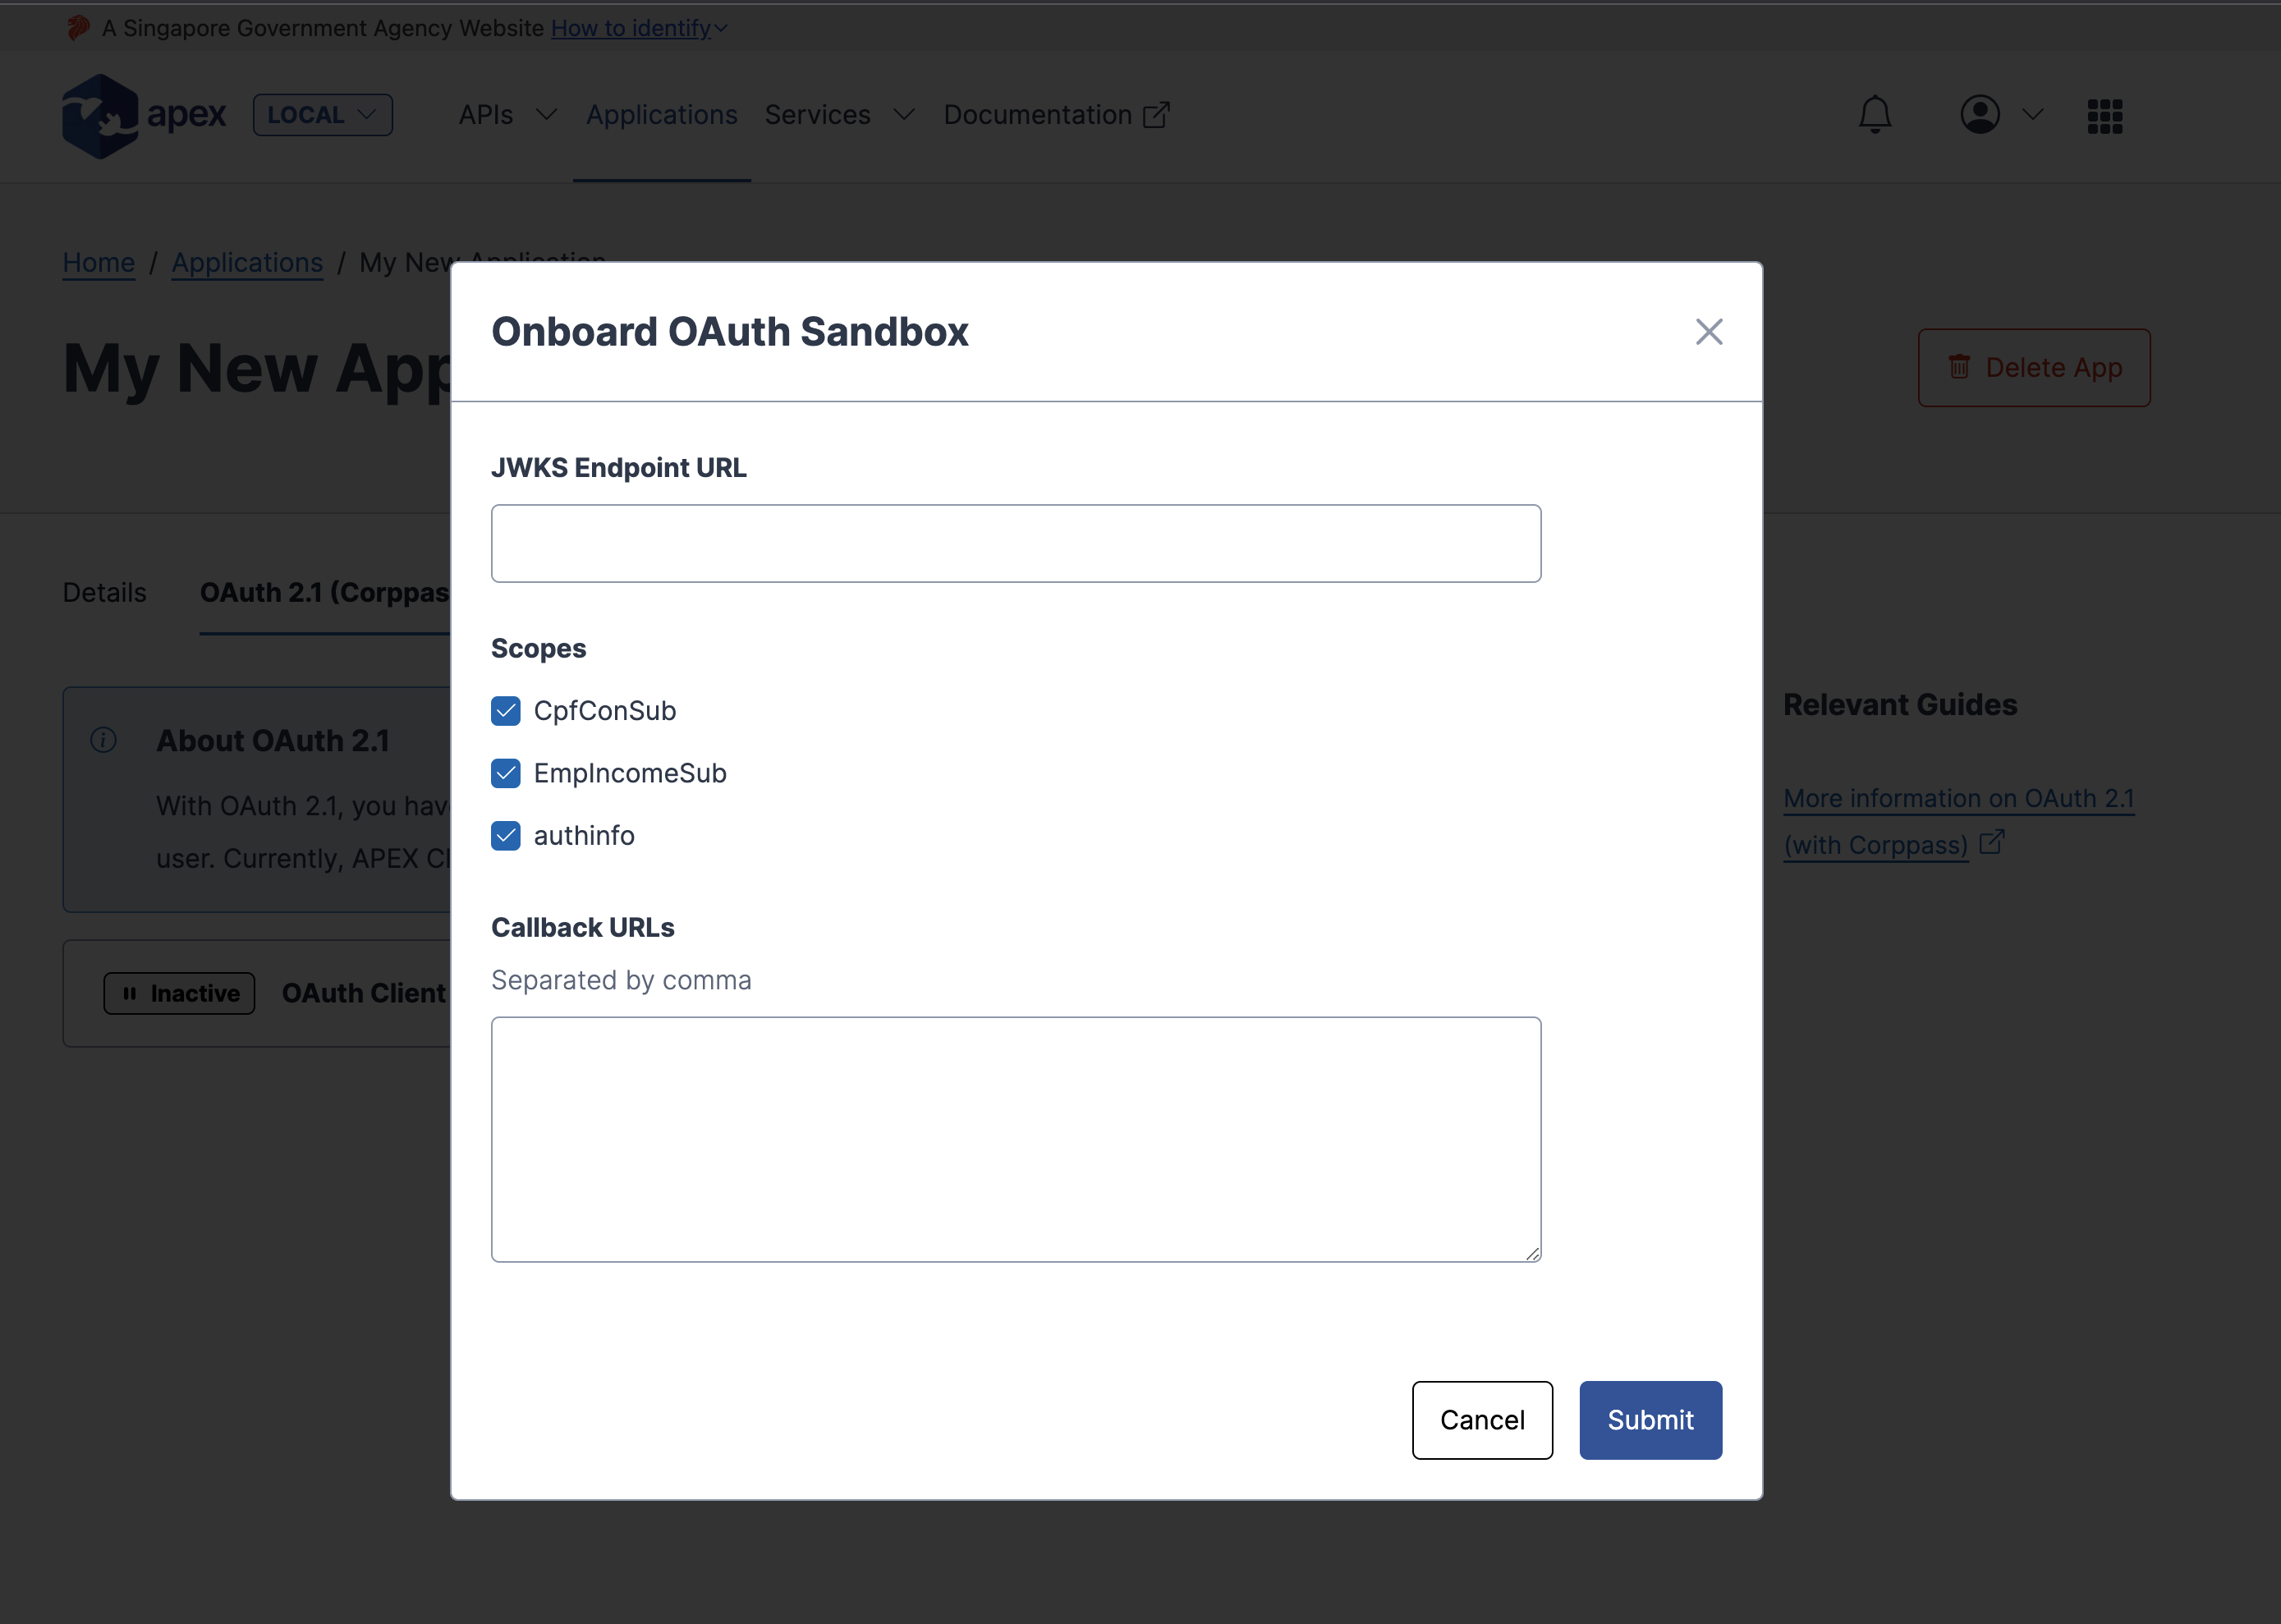 A Singapore Government Agency Website How to identify
apex
LOCAL
APIs
Applications
Services
Documentation
Home / Applications / My New Application
My New App
Delete App
Onboard OAuth Sandbox
JWKS Endpoint URL
Scopes
CpfConSub
EmpIncomeSub
authinfo
Callback URLs
Separated by comma
Cancel
Submit
Details
OAuth 2.1 (Corppas
About OAuth 2.1
With OAuth 2.1, you hav
user. Currently, APEX Cl
Inactive
OAuth Client
Relevant Guides
More information on OAuth 2.1
(with Corppass)